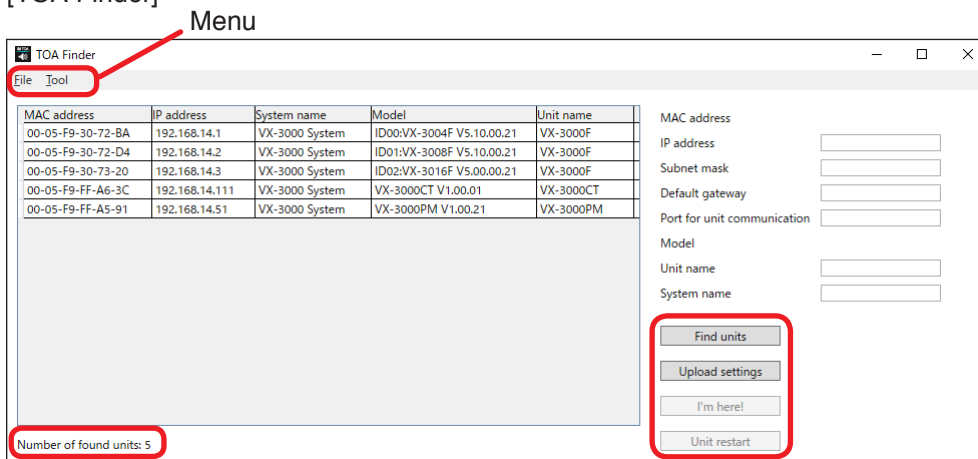 [TOA Finder]
Menu
TOA Finder
File Tool
MAC address IP address System name Model Unit name
00-05-F9-30-72-BA 192.168.14.1 VX-3000 System ID00:VX-3004F V5.10.00.21 VX-3000F
00-05-F9-30-72-D4 192.168.14.2 VX-3000 System ID01:VX-3008F V5.10.00.21 VX-3000F
00-05-F9-30-73-20 192.168.14.3 VX-3000 System ID02:VX-3016F V5.00.00.21 VX-3000F
00-05-F9-FF-A6-3C 192.168.14.111 VX-3000 System VX-3000CT V1.00.01 VX-3000CT
00-05-F9-FF-A5-91 192.168.14.51 VX-3000 System VX-3000PM V1.00.21 VX-3000PM
MAC address
IP address
Subnet mask
Default gateway
Port for unit communication
Model
Unit name
System name
Find units
Upload settings
I'm here!
Unit restart
Number of found units: 5